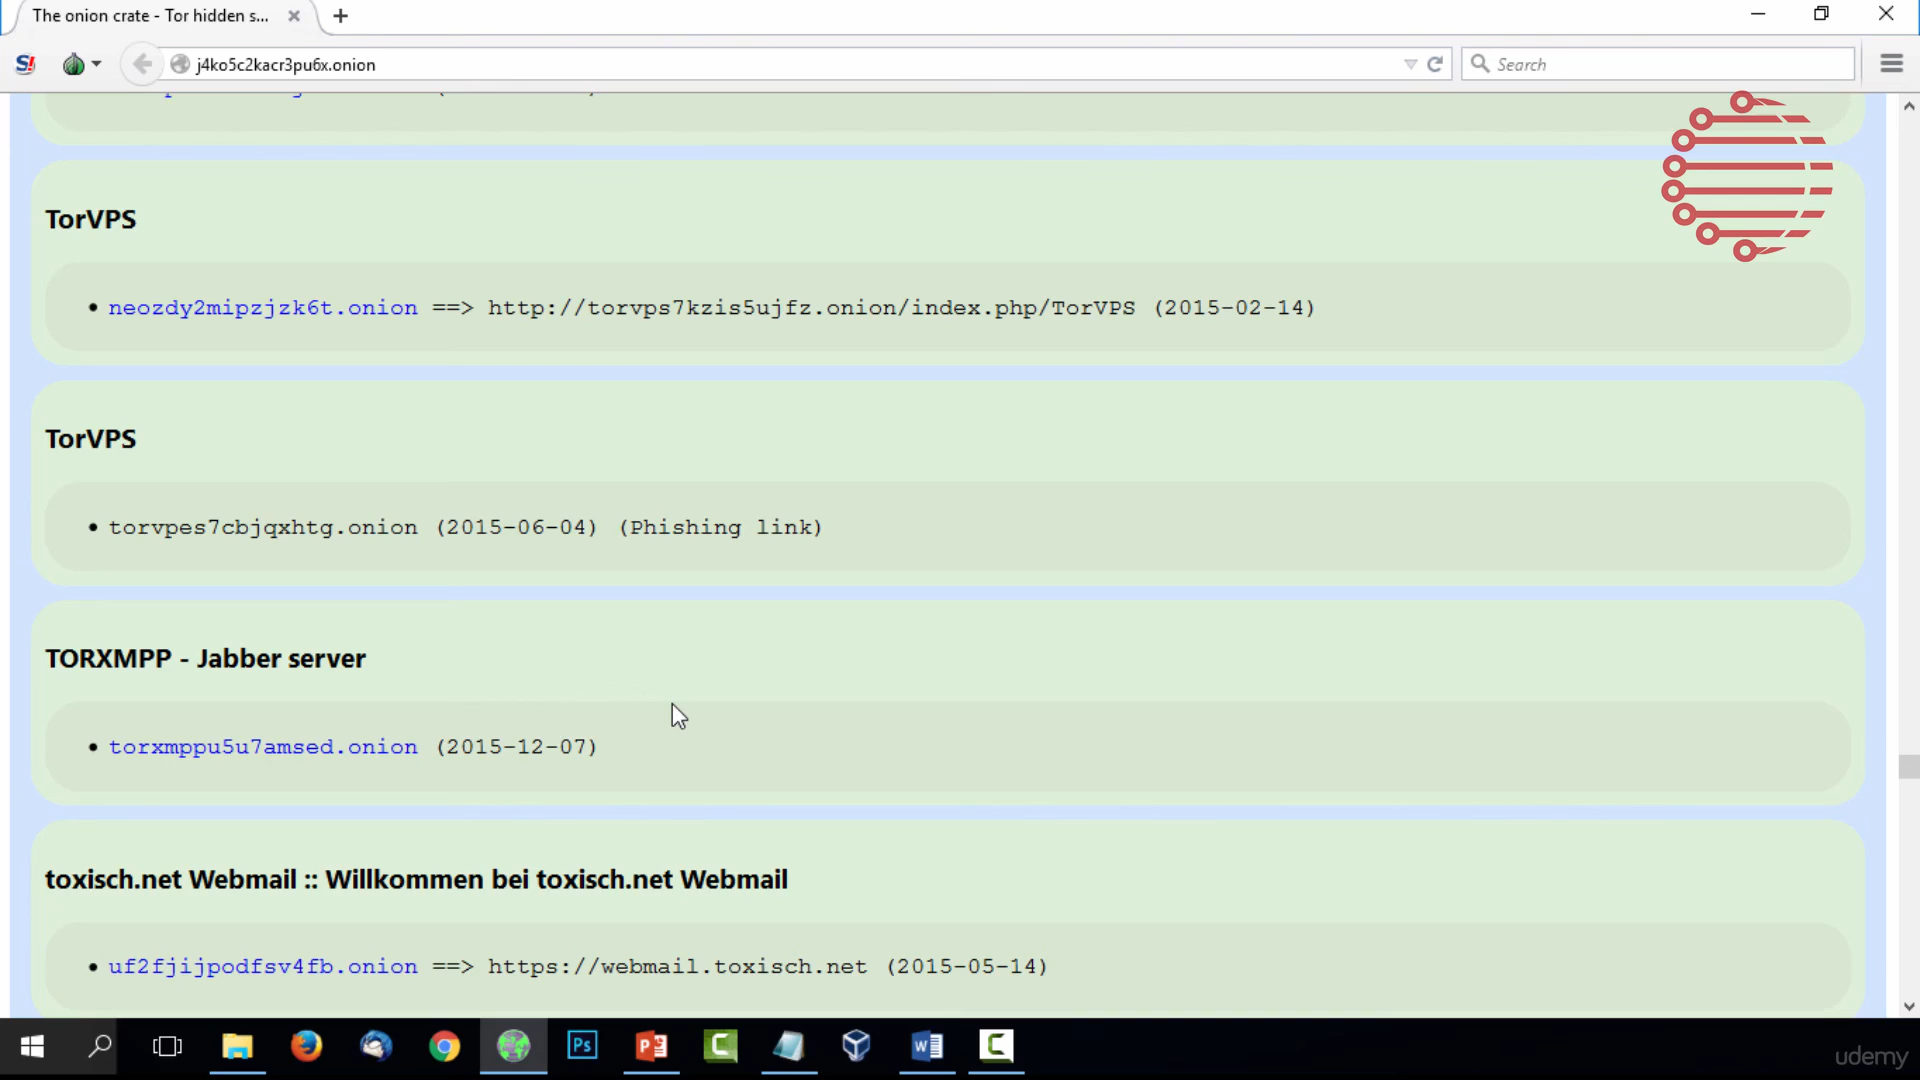 The onion crate - Tor hidden s...
j4ko5c2kacr3pu6x.onion
Search
TorVPS
neozdy2mipzjzk6t.onion ==> http://torvps7kzis5ujfz.onion/index.php/TorVPS (2015-02-14)
TorVPS
torvpes7cbjqxhtg.onion (2015-06-04) (Phishing link)
TORXMPP - Jabber server
torxmppu5u7amsed.onion (2015-12-07)
toxisch.net Webmail :: Willkommen bei toxisch.net Webmail
uf2fjijpodfsv4fb.onion ==> https://webmail.toxisch.net (2015-05-14)
udemy